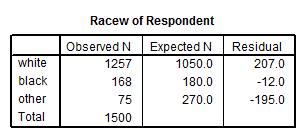 Racew of Respondent
Observed N Expected N Residual
white 1257 1050.0 207.0
black 168 180.0 -12.0
other 75 270.0 -195.0
Total 1500